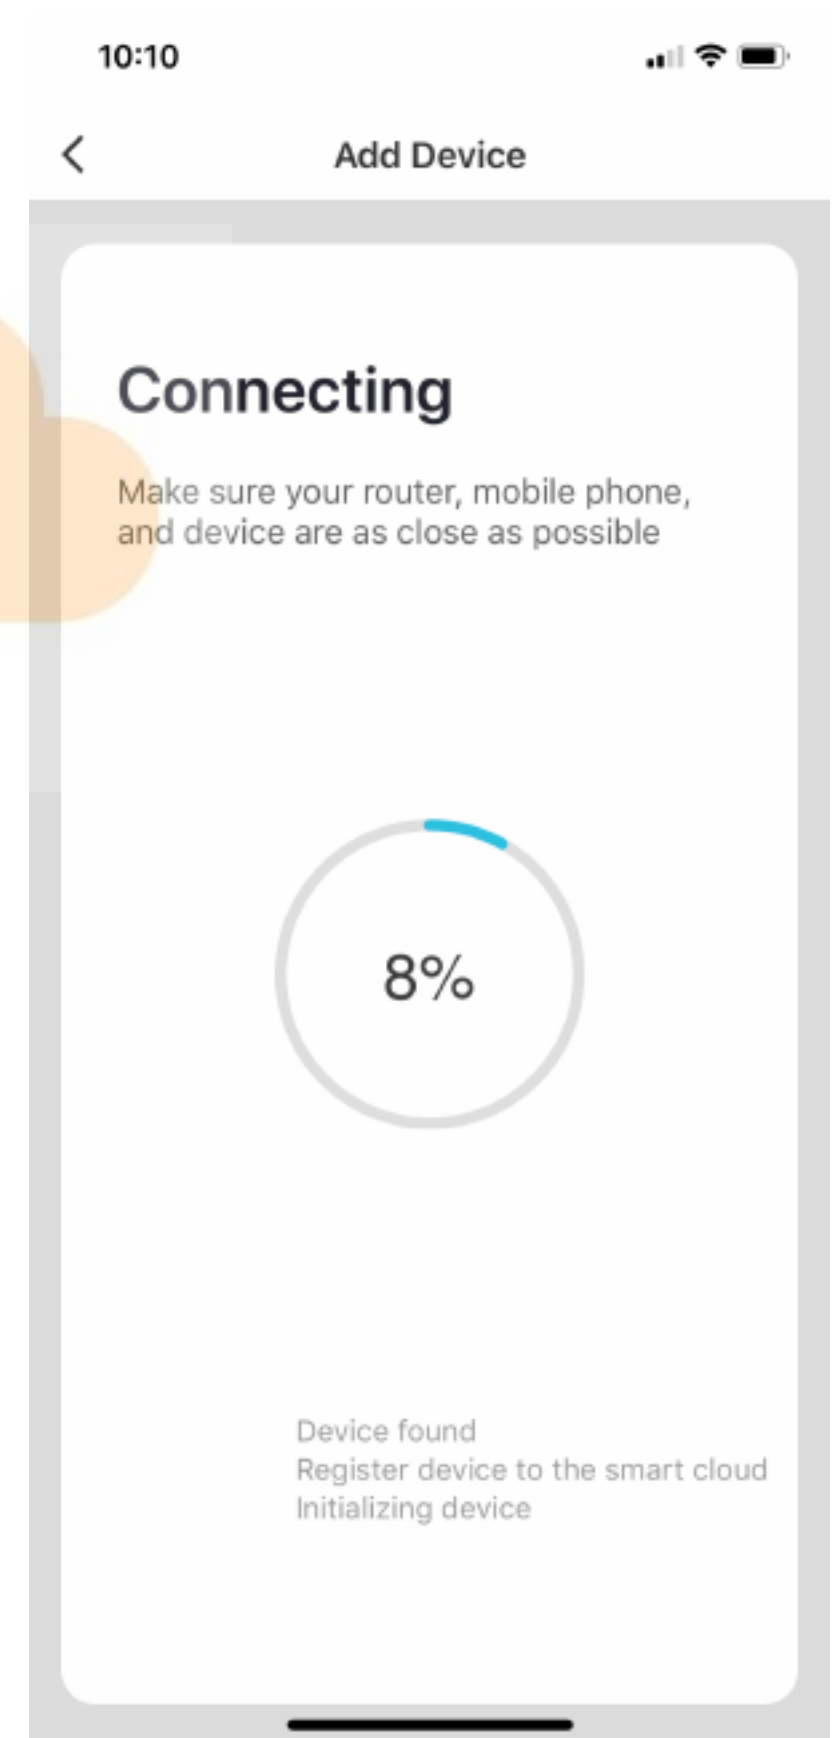 10:10
Add Device
Connecting
Make sure your router, mobile phone,
and device are as close as possible
8%
Device found
Register device to the smart cloud
Initializing device